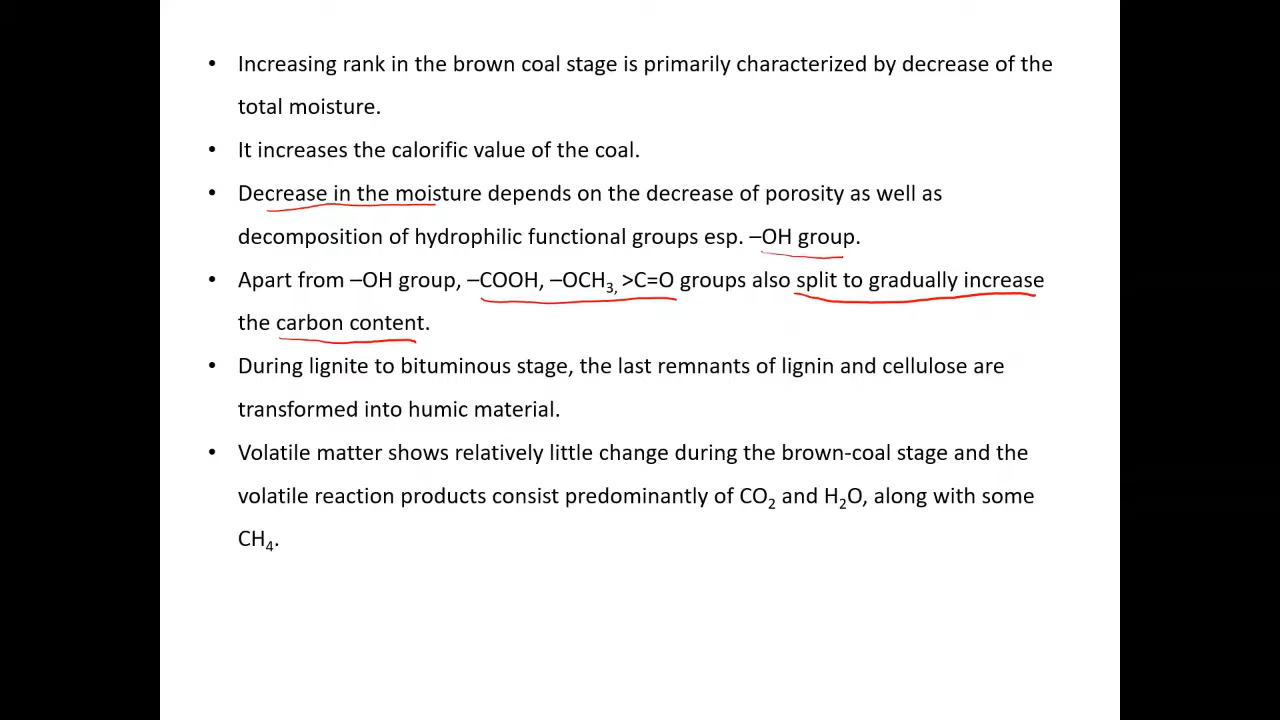 • Increasing rank in the brown coal stage is primarily characterized by decrease of the
total moisture.
• It increases the calorific value of the coal.
• Decrease in the moisture depends on the decrease of porosity as well as
decomposition of hydrophilic functional groups esp. –OH group.
• Apart from –OH group, –COOH, –OCH₃, >C=O groups also split to gradually increase
the carbon content.
• During lignite to bituminous stage, the last remnants of lignin and cellulose are
transformed into humic material.
• Volatile matter shows relatively little change during the brown-coal stage and the
volatile reaction products consist predominantly of CO₂ and H₂O, along with some
CH₄.